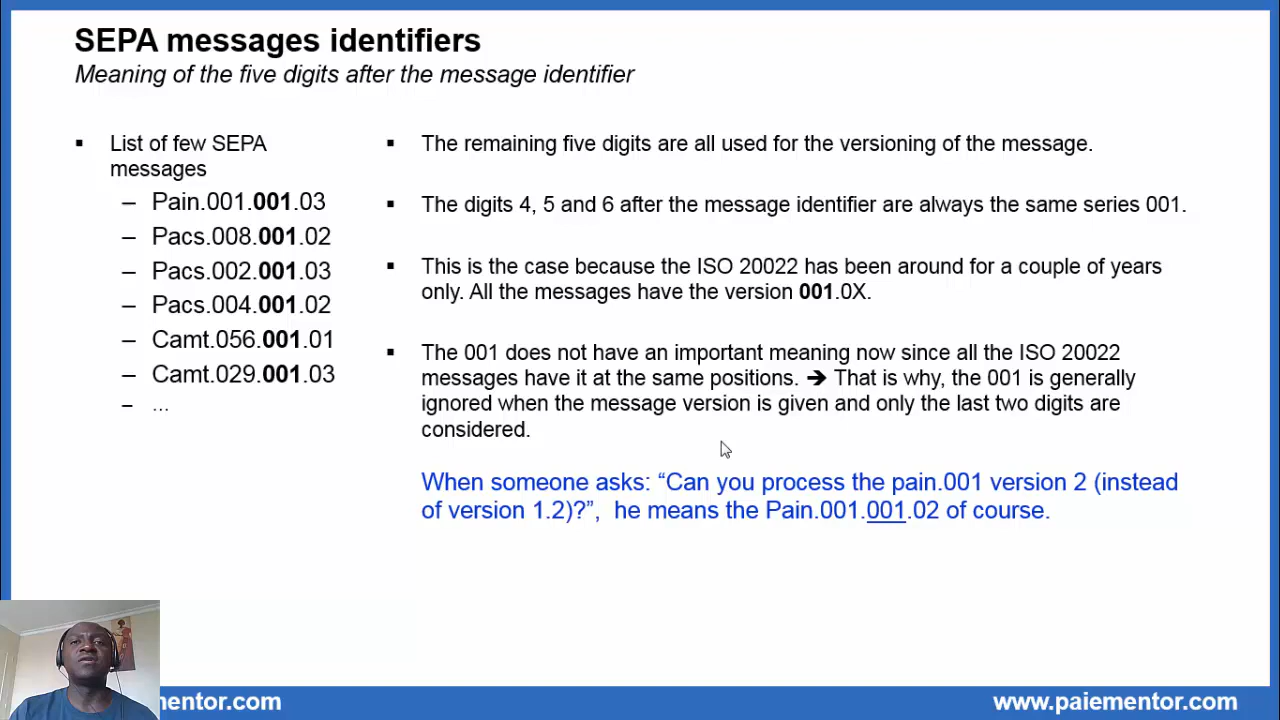 SEPA messages identifiers
Meaning of the five digits after the message identifier
▪ List of few SEPA
messages
– Pain.001.001.03
– Pacs.008.001.02
– Pacs.002.001.03
– Pacs.004.001.02
– Camt.056.001.01
– Camt.029.001.03
– ...
▪ The remaining five digits are all used for the versioning of the message.
▪ The digits 4, 5 and 6 after the message identifier are always the same series 001.
▪ This is the case because the ISO 20022 has been around for a couple of years
only. All the messages have the version 001.0X.
▪ The 001 does not have an important meaning now since all the ISO 20022
messages have it at the same positions. ➔ That is why, the 001 is generally
ignored when the message version is given and only the last two digits are
considered.
When someone asks: “Can you process the pain.001 version 2 (instead
of version 1.2)?”, he means the Pain.001.001.02 of course.
mentor.com
www.paiementor.com